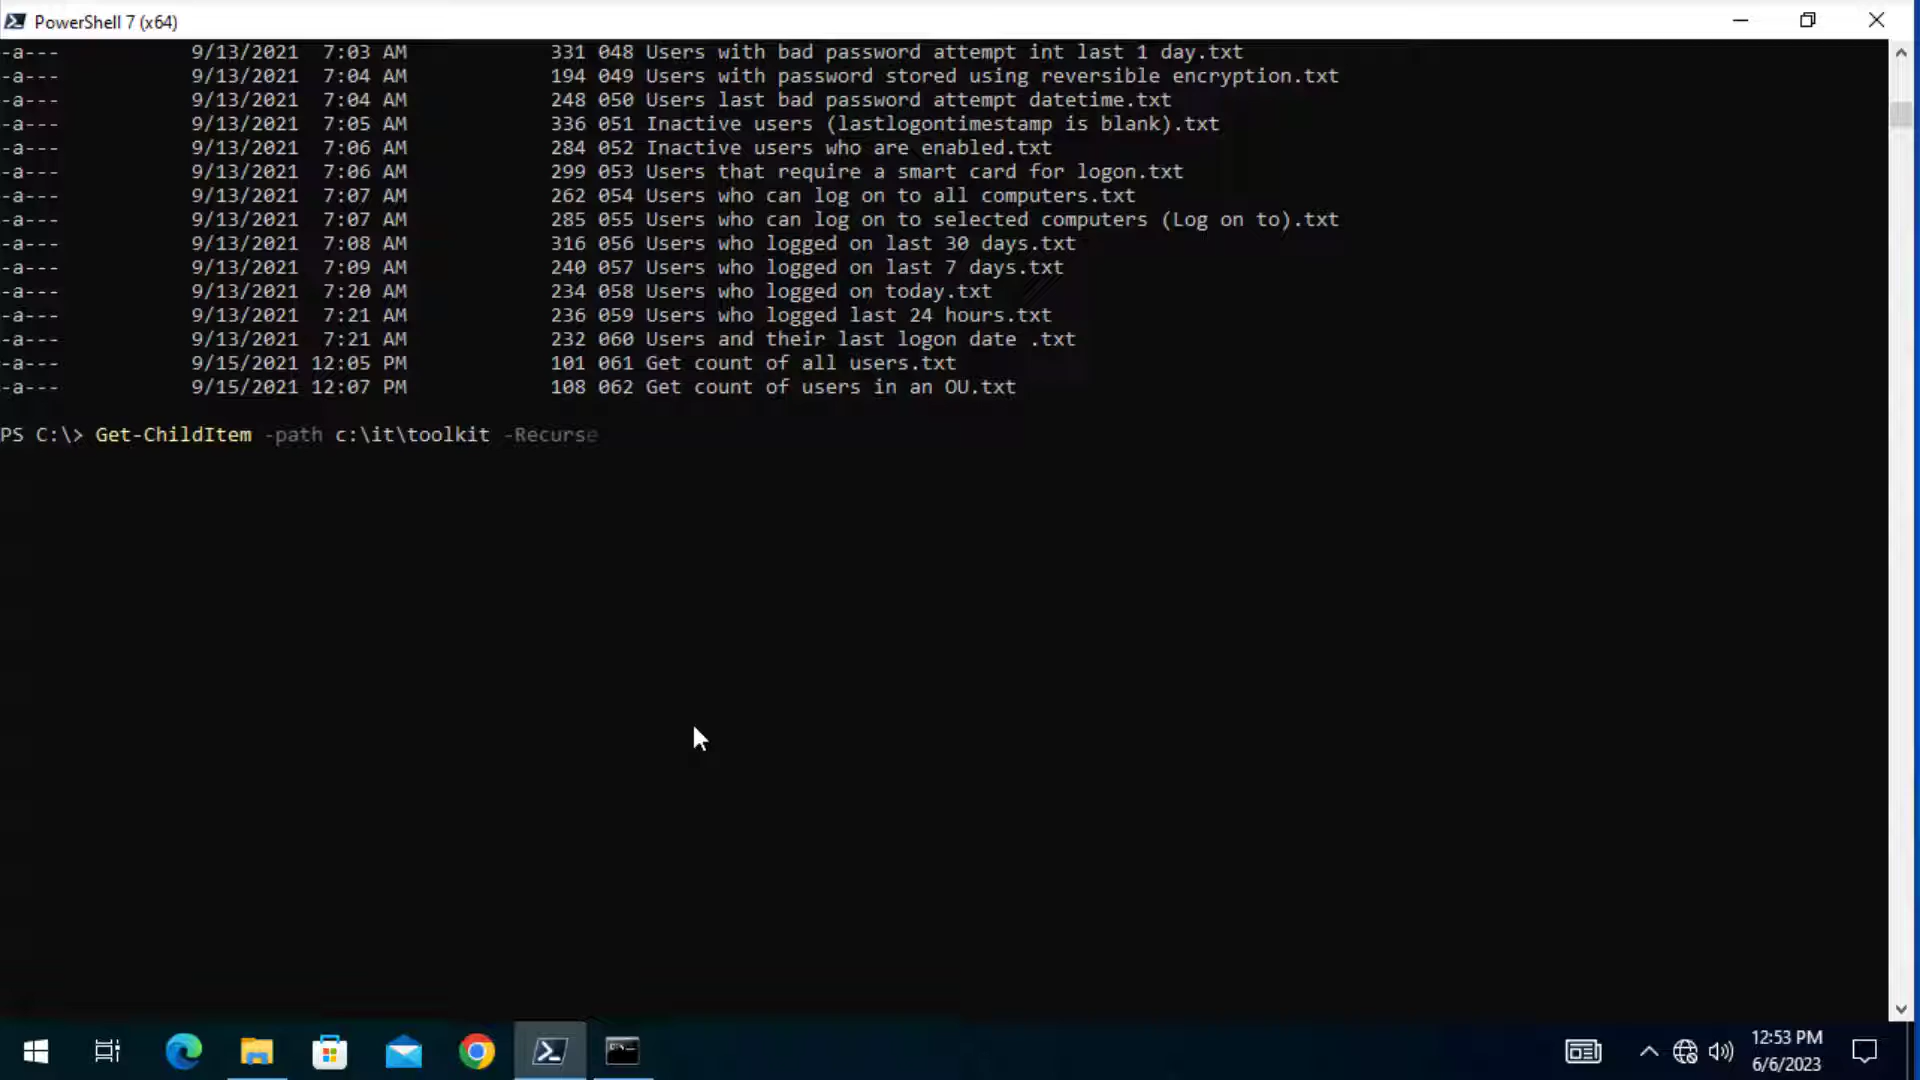 PowerShell 7 (x64)
-a--- 9/13/2021 7:03 AM 331 048 Users with bad password attempt int last 1 day.txt
-a--- 9/13/2021 7:04 AM 194 049 Users with password stored using reversible encryption.txt
-a--- 9/13/2021 7:04 AM 248 050 Users last bad password attempt datetime.txt
-a--- 9/13/2021 7:05 AM 336 051 Inactive users (lastlogontimestamp is blank).txt
-a--- 9/13/2021 7:06 AM 284 052 Inactive users who are enabled.txt
-a--- 9/13/2021 7:06 AM 299 053 Users that require a smart card for logon.txt
-a--- 9/13/2021 7:07 AM 262 054 Users who can log on to all computers.txt
-a--- 9/13/2021 7:07 AM 285 055 Users who can log on to selected computers (Log on to).txt
-a--- 9/13/2021 7:08 AM 316 056 Users who logged on last 30 days.txt
-a--- 9/13/2021 7:09 AM 240 057 Users who logged on last 7 days.txt
-a--- 9/13/2021 7:20 AM 234 058 Users who logged on today.txt
-a--- 9/13/2021 7:21 AM 236 059 Users who logged last 24 hours.txt
-a--- 9/13/2021 7:21 AM 232 060 Users and their last logon date .txt
-a--- 9/15/2021 12:05 PM 101 061 Get count of all users.txt
-a--- 9/15/2021 12:07 PM 108 062 Get count of users in an OU.txt
PS C:\> Get-ChildItem -path c:\it\toolkit -Recurse
12:53 PM
6/6/2023